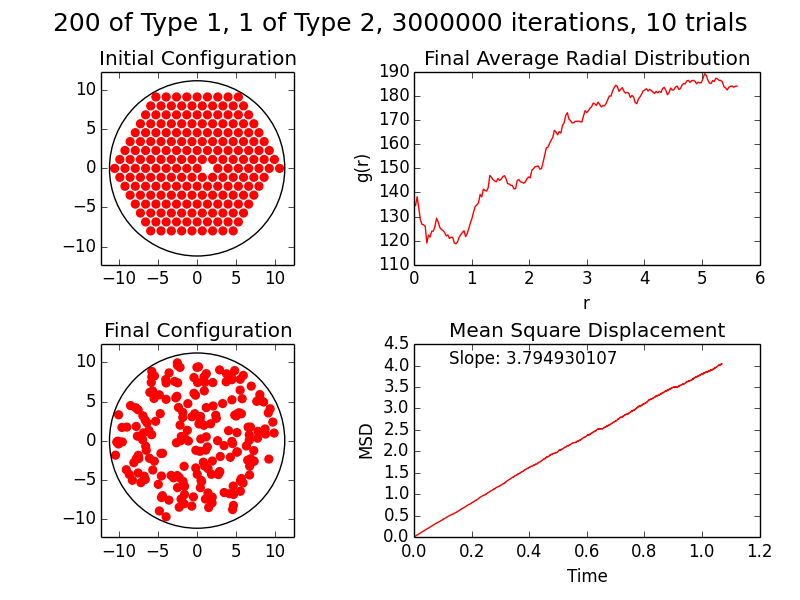 200 of Type 1, 1 of Type 2, 3000000 iterations, 10 trials
Initial Configuration
10
5
0
−5
−10
−10 −5 0 5 10
Final Average Radial Distribution
190
180
170
160
150
140
130
120
110
g(r)
0 1 2 3 4 5 6
r
Final Configuration
10
5
0
−5
−10
−10 −5 0 5 10
Mean Square Displacement
Slope: 3.794930107
4.5
4.0
3.5
3.0
2.5
2.0
1.5
1.0
0.5
0.0
MSD
0.0 0.2 0.4 0.6 0.8 1.0 1.2
Time